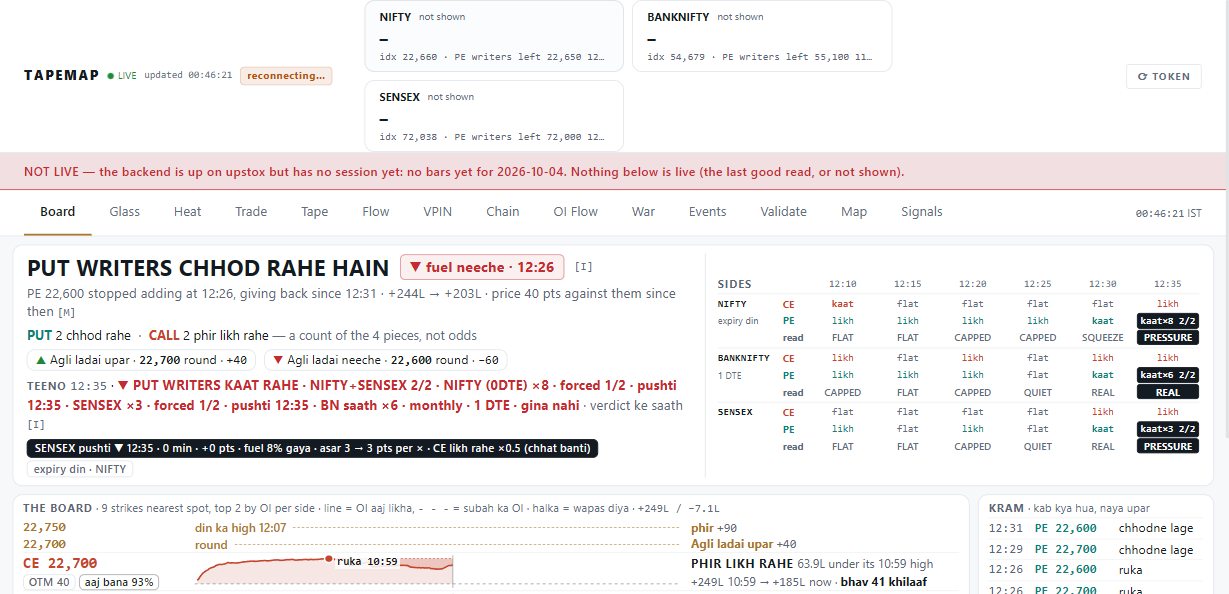 NIFTY not shown
–
idx 22,660 · PE writers left 22,650 12…
BANKNIFTY not shown
–
idx 54,679 · PE writers left 55,100 11…
TAPEMAP ● LIVE updated 00:46:21 reconnecting…
SENSEX not shown
–
idx 72,038 · PE writers left 72,000 12…
⟳ TOKEN
NOT LIVE — the backend is up on upstox but has no session yet: no bars yet for 2026-10-04. Nothing below is live (the last good read, or not shown).
Board Glass Heat Trade Tape Flow VPIN Chain OI Flow War Events Validate Map Signals 00:46:21 IST
PUT WRITERS CHHOD RAHE HAIN ▼ fuel neeche · 12:26 [I]
PE 22,600 stopped adding at 12:26, giving back since 12:31 · +244L → +203L · price 40 pts against them since
then [M]
PUT 2 chhod rahe · CALL 2 phir likh rahe — a count of the 4 pieces, not odds
▲ Agli ladai upar · 22,700 round · +40 ▼ Agli ladai neeche · 22,600 round · −60
TEENO 12:35 · ▼ PUT WRITERS KAAT RAHE · NIFTY+SENSEX 2/2 · NIFTY (0DTE) ×8 · forced 1/2 · pushti
12:35 · SENSEX ×3 · forced 1/2 · pushti 12:35 · BN saath ×6 · monthly · 1 DTE · gina nahi · verdict ke saath
[I]
SENSEX pushti ▼ 12:35 · 0 min · +0 pts · fuel 8% gaya · asar 3 → 3 pts per × · CE likh rahe ×0.5 (chhat banti)
expiry din · NIFTY
SIDES 12:10 12:15 12:20 12:25 12:30 12:35
NIFTY CE kaat flat flat flat flat likh
expiry din PE likh likh likh likh kaat kaat×8 2/2
read FLAT FLAT CAPPED CAPPED SQUEEZE PRESSURE
BANKNIFTY CE likh likh likh flat likh likh
1 DTE PE likh likh likh flat kaat kaat×6 2/2
read CAPPED FLAT CAPPED QUIET REAL REAL
SENSEX CE flat flat flat flat likh likh
PE likh likh likh flat kaat kaat×3 2/2
read FLAT FLAT CAPPED QUIET REAL PRESSURE
THE BOARD · 9 strikes nearest spot, top 2 by OI per side · line = OI aaj likha, - - - = subah ka OI · halka = wapas diya · +249L / −7.1L
22,750 din ka high 12:07 phir +90
22,700 round Agli ladai upar +40
CE 22,700 ruka 10:59 PHIR LIKH RAHE 63.9L under its 10:59 high
OTM 40 aaj bana 93% +249L 10:59 → +185L now · bhav 41 khilaaf
KRAM · kab kya hua, naya upar
12:31 PE 22,600 chhodne lage
12:29 PE 22,700 chhodne lage
12:26 PE 22,600 ruka
12:26 PE 22,700 ruka